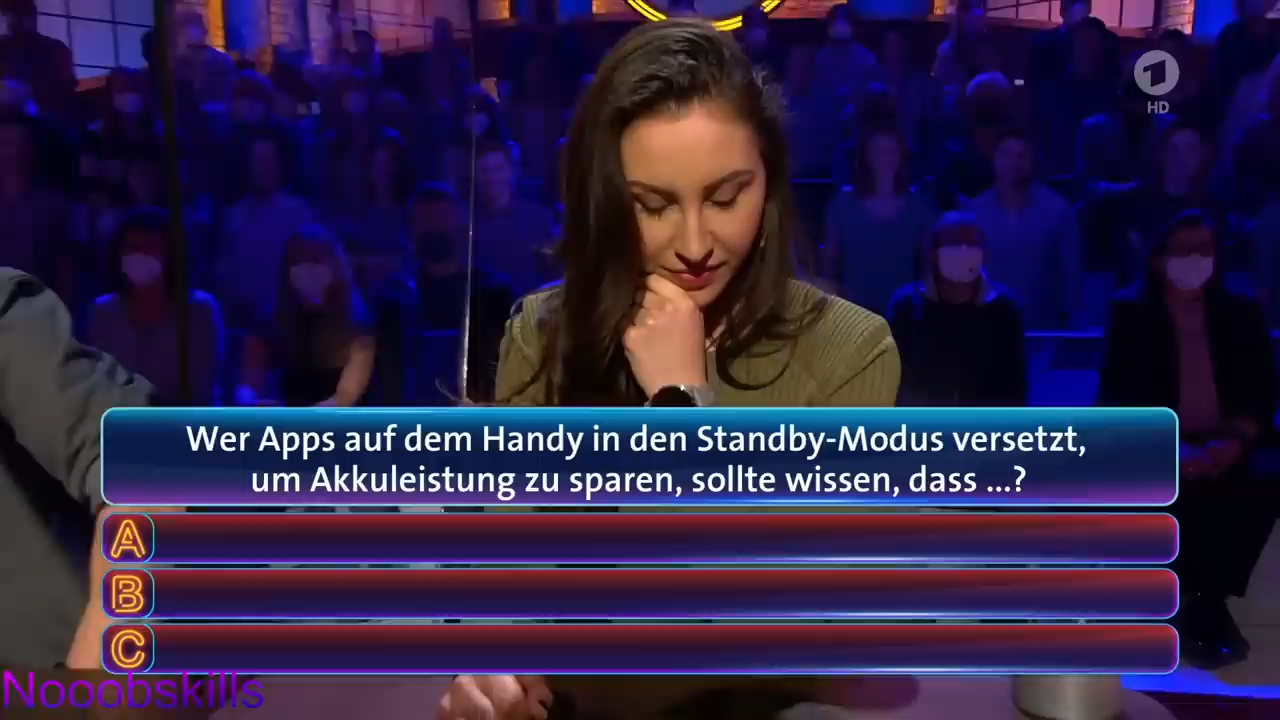 1
HD
Wer Apps auf dem Handy in den Standby-Modus versetzt,
um Akkuleistung zu sparen, sollte wissen, dass ...?
A
B
C
Nooobskills